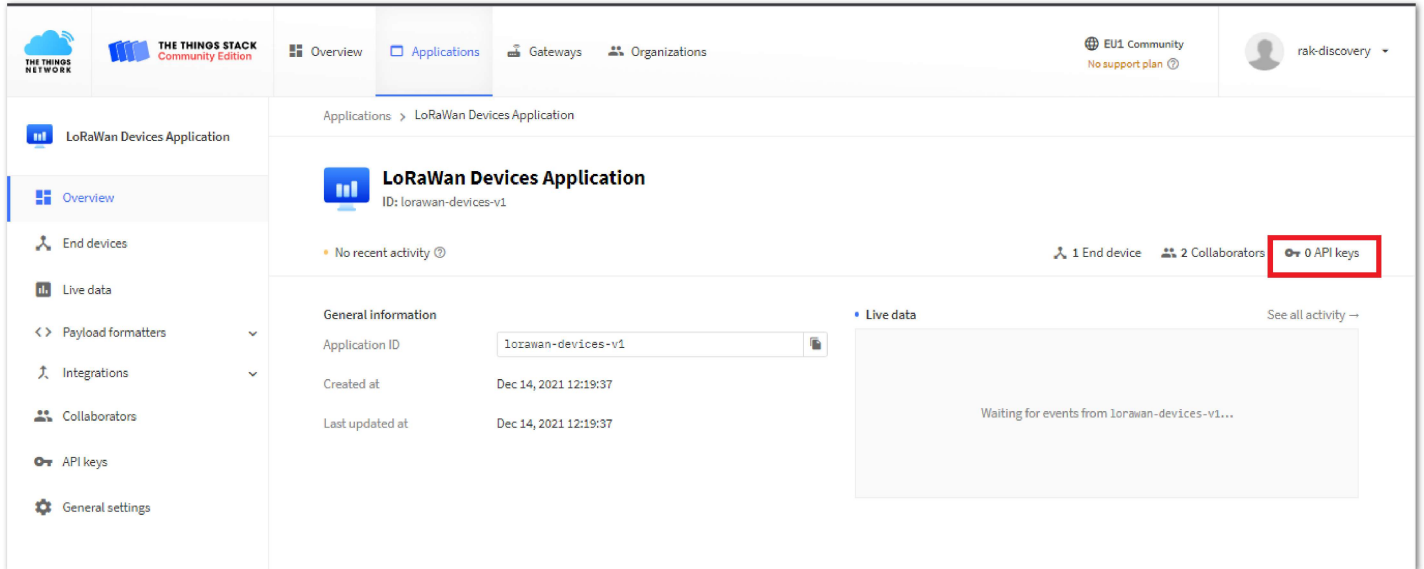 THE THINGS NETWORK
THE THINGS STACK
Community Edition
Overview
Applications
Gateways
Organizations
EU1 Community
No support plan
rak-discovery
LoRaWan Devices Application
Overview
End devices
Live data
Payload formatters
Integrations
Collaborators
API keys
General settings
Applications > LoRaWan Devices Application
LoRaWan Devices Application
ID: lorawan-devices-v1
No recent activity
1 End device
2 Collaborators
0 API keys
General information
Application ID
lorawan-devices-v1
Created at
Dec 14, 2021 12:19:37
Last updated at
Dec 14, 2021 12:19:37
Live data
See all activity →
Waiting for events from lorawan-devices-v1...